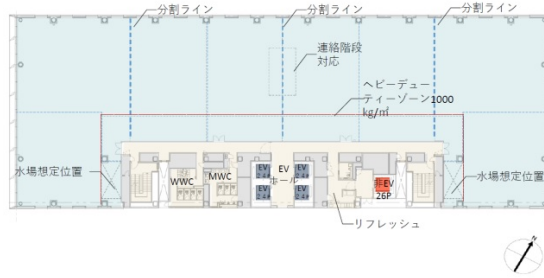 分割ライン
分割ライン
分割ライン
連絡階段
対応
ヘビーデュー
ティーゾーン1000
kg/㎡
水場想定位置
WWC
MWC
EV
EV
EV
ホール
EV
EV
非EV
26P
水場想定位置
リフレッシュ
N